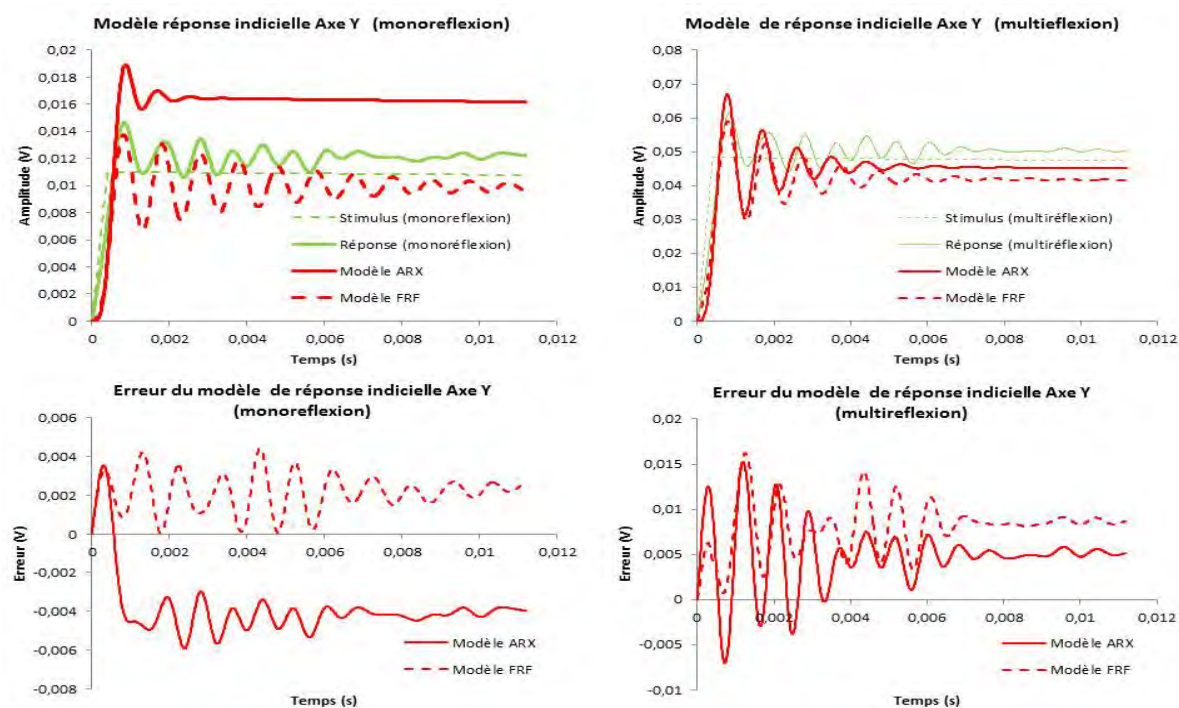 Modèle réponse indicielle Axe Y (monoreflexion)
0,02
0,018
0,016
0,014
0,012
0,01
0,008
0,006
0,004
0,002
0
Amplitude (V)
Stimulus (monoreflexion)
Réponse (monoréflexion)
Modèle ARX
Modèle FRF
0
0,002
0,004
0,006
0,008
0,01
0,012
Temps (s)
Modèle de réponse indicielle Axe Y (multieflexion)
0,08
0,07
0,06
0,05
0,04
0,03
0,02
0,01
0
Amplitude (V)
Stimulus (multiréflexion)
Réponse (multiréflexion)
Modèle ARX
Modèle FRF
0
0,002
0,004
0,006
0,008
0,01
0,012
Temps (s)
Erreur du modèle de réponse indicielle Axe Y
(monoreflexion)
0,006
0,004
0,002
0
-0,002
-0,004
-0,006
-0,008
Erreur (V)
0
0,002
0,004
0,006
0,008
0,01
0,012
Modèle ARX
Modèle FRF
Temps (s)
Erreur du modèle de réponse indicielle Axe Y
(multireflexion)
0,02
0,015
0,01
0,005
0
-0,005
-0,01
Erreur (V)
0
0,002
0,004
0,006
0,008
0,01
0,012
Modèle ARX
Modèle FRF
Temps (s)